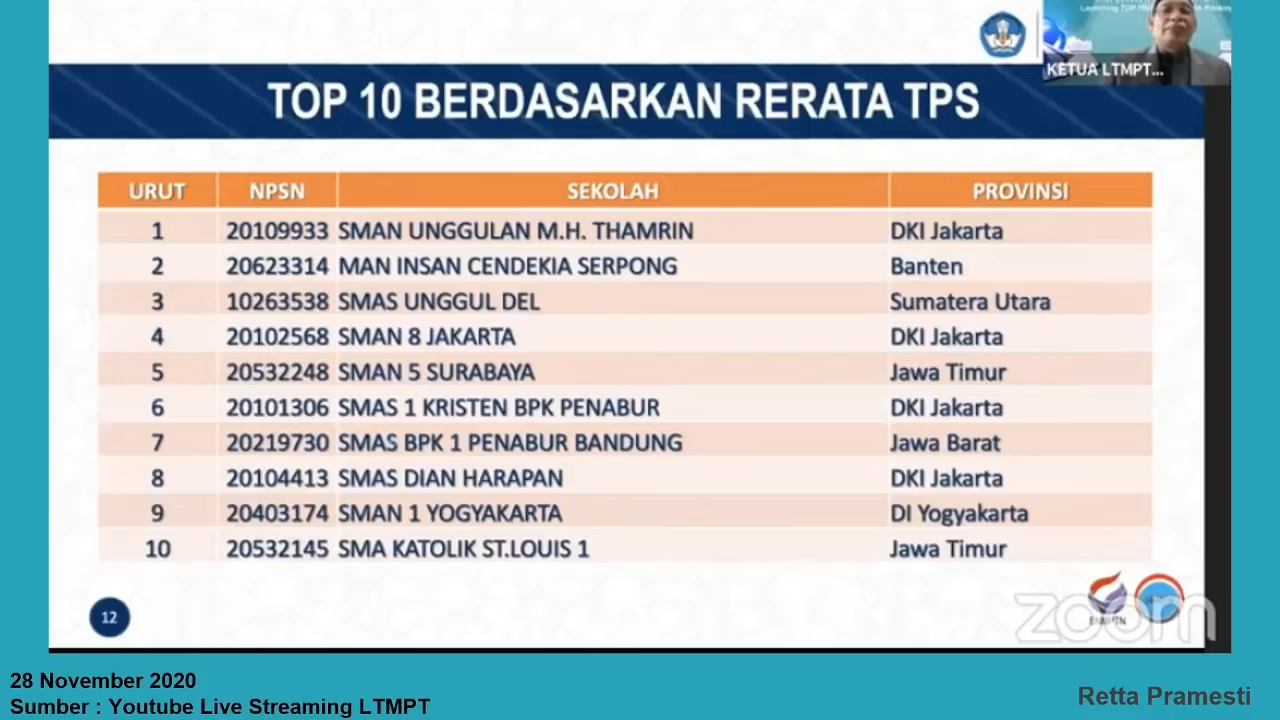 Launching TOP
KETUA LTMPT...
TOP 10 BERDASARKAN RERATA TPS
URUT NPSN SEKOLAH PROVINSI
1 20109933 SMAN UNGGULAN M.H. THAMRIN DKI Jakarta
2 20623314 MAN INSAN CENDEKIA SERPONG Banten
3 10263538 SMAS UNGGUL DEL Sumatera Utara
4 20102568 SMAN 8 JAKARTA DKI Jakarta
5 20532248 SMAN 5 SURABAYA Jawa Timur
6 20101306 SMAS 1 KRISTEN BPK PENABUR DKI Jakarta
7 20219730 SMAS BPK 1 PENABUR BANDUNG Jawa Barat
8 20104413 SMAS DIAN HARAPAN DKI Jakarta
9 20403174 SMAN 1 YOGYAKARTA DI Yogyakarta
10 20532145 SMA KATOLIK ST.LOUIS 1 Jawa Timur
12
zoom
28 November 2020
Sumber : Youtube Live Streaming LTMPT
Retta Pramesti